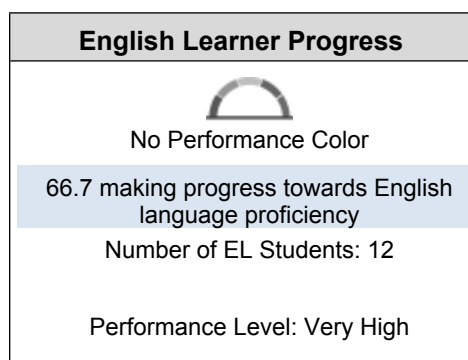 English Learner Progress
No Performance Color
66.7 making progress towards English
language proficiency
Number of EL Students: 12
Performance Level: Very High